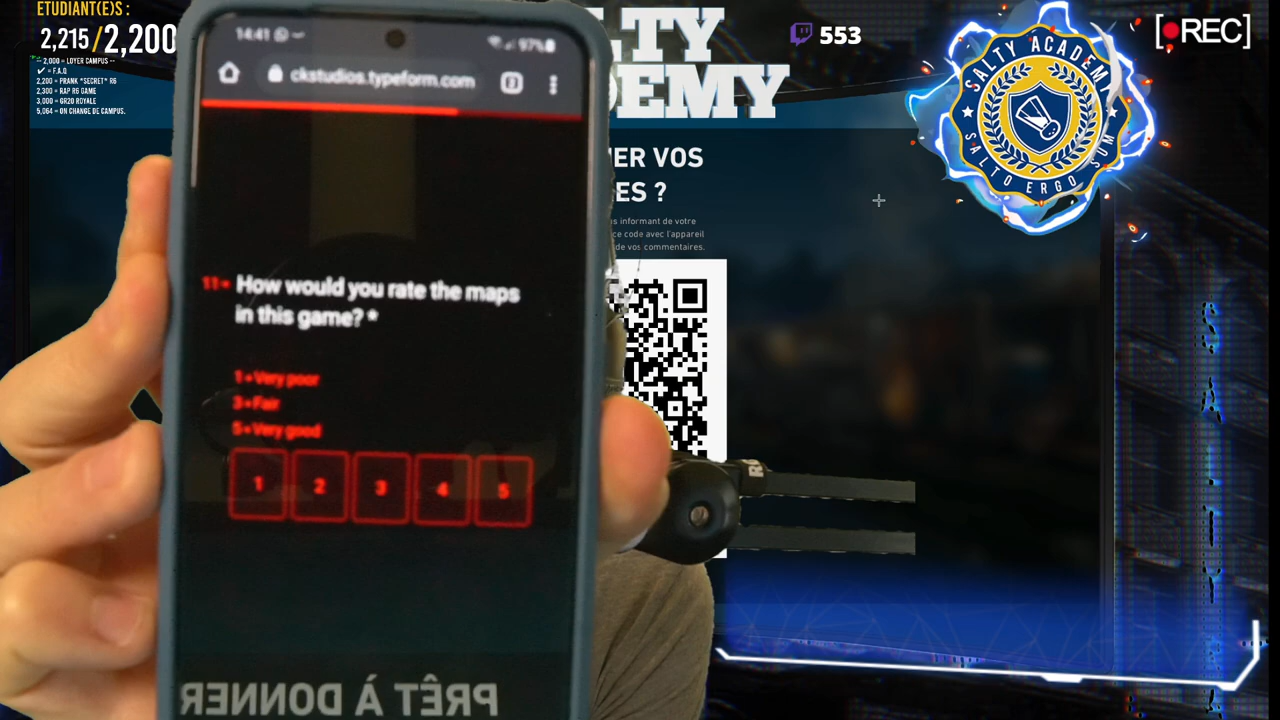 ÉTUDIANT(E)S :
2,215/2,200
2,000 = LOYER CAMPUS --
✔ = F.A.Q
2,200 = PRANK *SECRET* R6
2,300 = RAP R6 GAME
3,000 = GR20 ROYALE
5,064 = ON CHANGE DE CAMPUS.
14:41
97%
ckstudios.typeform.com
11
How would you rate the maps
in this game? *
1 = Very poor
3 = Fair
5 = Very good
1 2 3 4 5
PRÊT À DONNER
LTY
DEMY
553
ER VOS
ES ?
s informant de votre
ce code avec l'appareil
de vos commentaires.
SALTY ACADEMY
SALTO ERGO SUM
[REC]